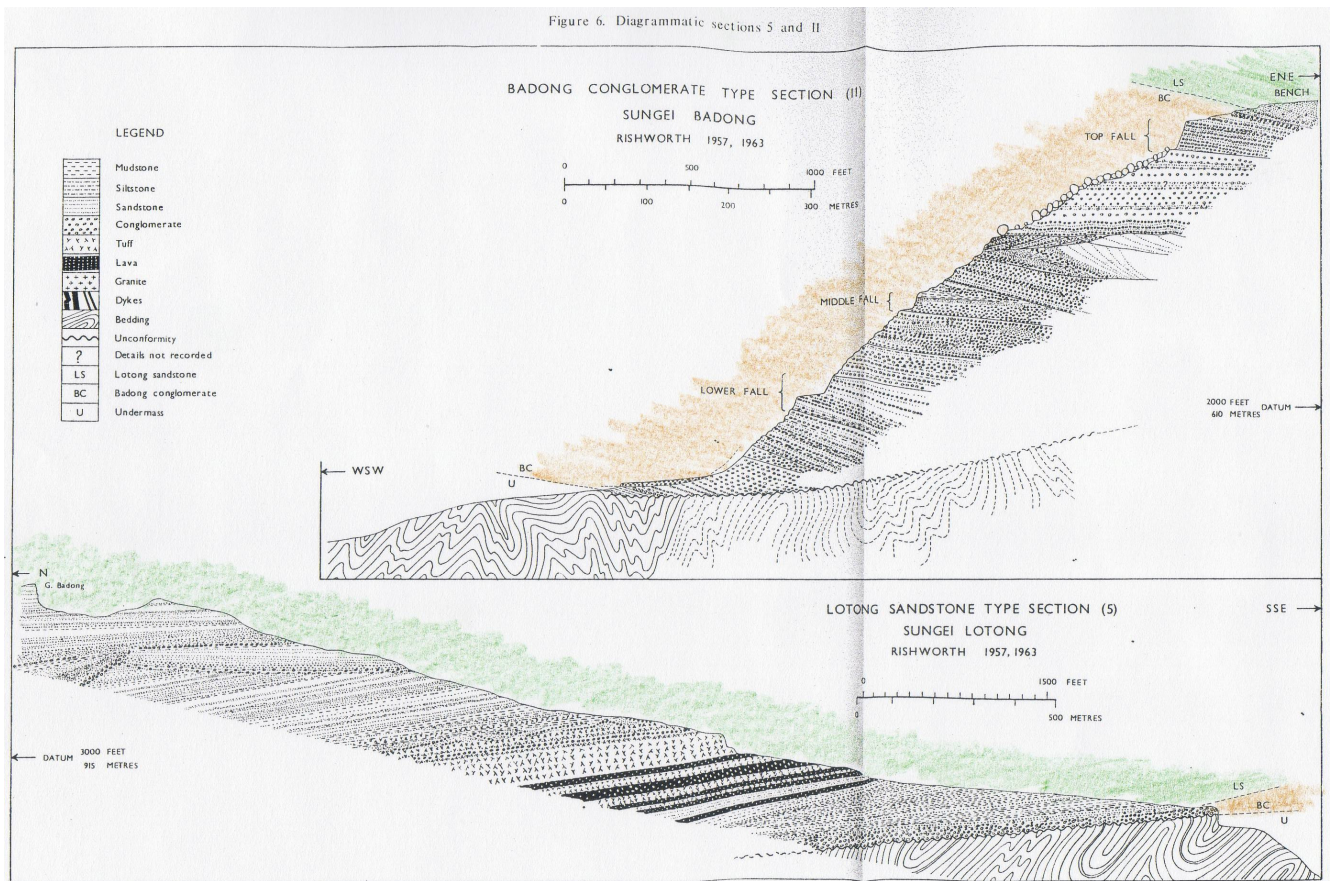 Figure 6. Diagrammatic sections 5 and 11
BADONG CONGLOMERATE TYPE SECTION (11)
SUNGEI BADONG
RISHWORTH 1957, 1963
0 500 1000 FEET
0 100 200 300 METRES
LEGEND
Mudstone
Siltstone
Sandstone
Conglomerate
Tuff
Lava
Granite
Dykes
Bedding
Unconformity
? Details not recorded
LS Lotong sandstone
BC Badong conglomerate
U Undermass
LS
BC
ENE
BENCH
TOP FALL
?
MIDDLE FALL
LOWER FALL
2000 FEET
610 METRES DATUM
WSW
BC
U
N
G. Badong
LOTONG SANDSTONE TYPE SECTION (5)
SUNGEI LOTONG
RISHWORTH 1957, 1963
SSE
0 1500 FEET
0 500 METRES
DATUM 3000 FEET
915 METRES
LS
BC
U